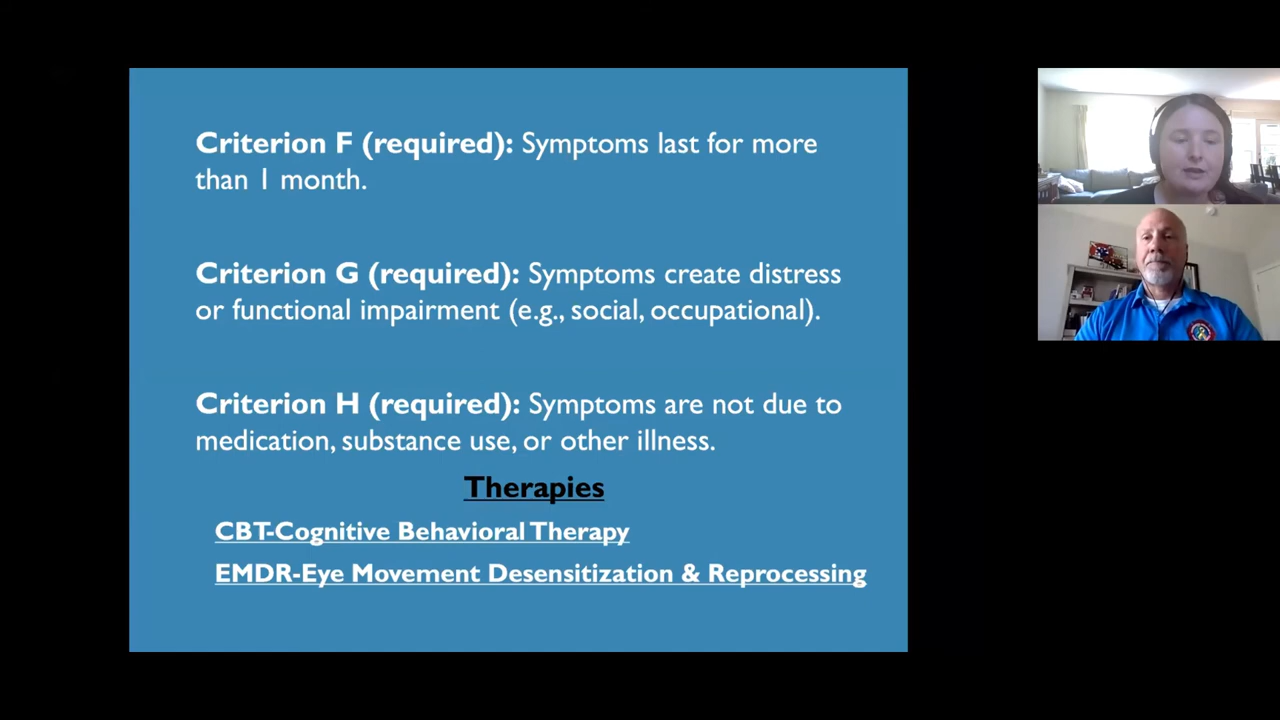 Criterion F (required): Symptoms last for more
than 1 month.
Criterion G (required): Symptoms create distress
or functional impairment (e.g., social, occupational).
Criterion H (required): Symptoms are not due to
medication, substance use, or other illness.
Therapies
CBT-Cognitive Behavioral Therapy
EMDR-Eye Movement Desensitization & Reprocessing